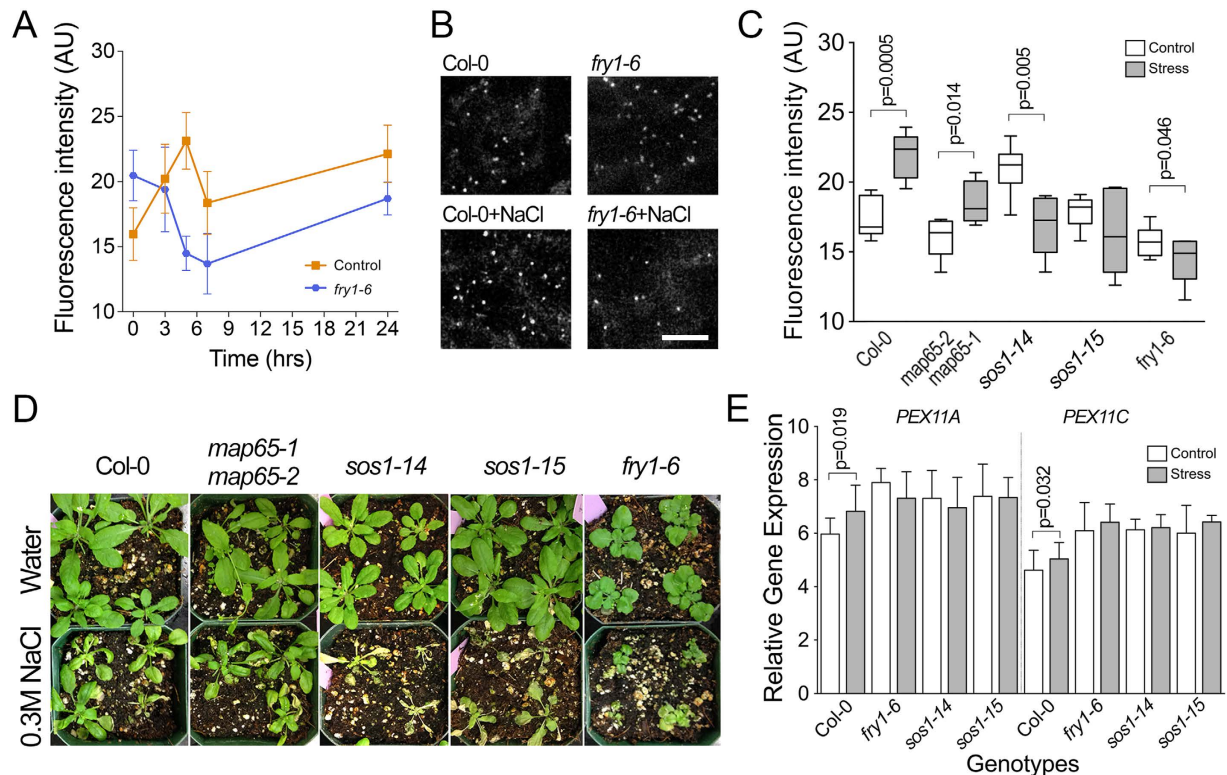 A
Fluorescence intensity (AU)
30
25
20
15
10
Control
fry1-6
0 3 6 9 12 15 18 21 24
Time (hrs)
B
Col-0
fry1-6
Col-0+NaCl
fry1-6+NaCl
C
Fluorescence intensity (AU)
30
25
20
15
10
Control
Stress
p=0.0005
p=0.014
p=0.005
p=0.046
Col-0
map65-2
map65-1
sos1-14
sos1-15
fry1-6
D
Col-0
map65-1
map65-2
sos1-14
sos1-15
fry1-6
Water
0.3M NaCl
E
PEX11A
PEX11C
Relative Gene Expression
10
8
6
4
2
0
Control
Stress
p=0.019
p=0.032
Col-0
fry1-6
sos1-14
sos1-15
Col-0
fry1-6
sos1-14
sos1-15
Genotypes